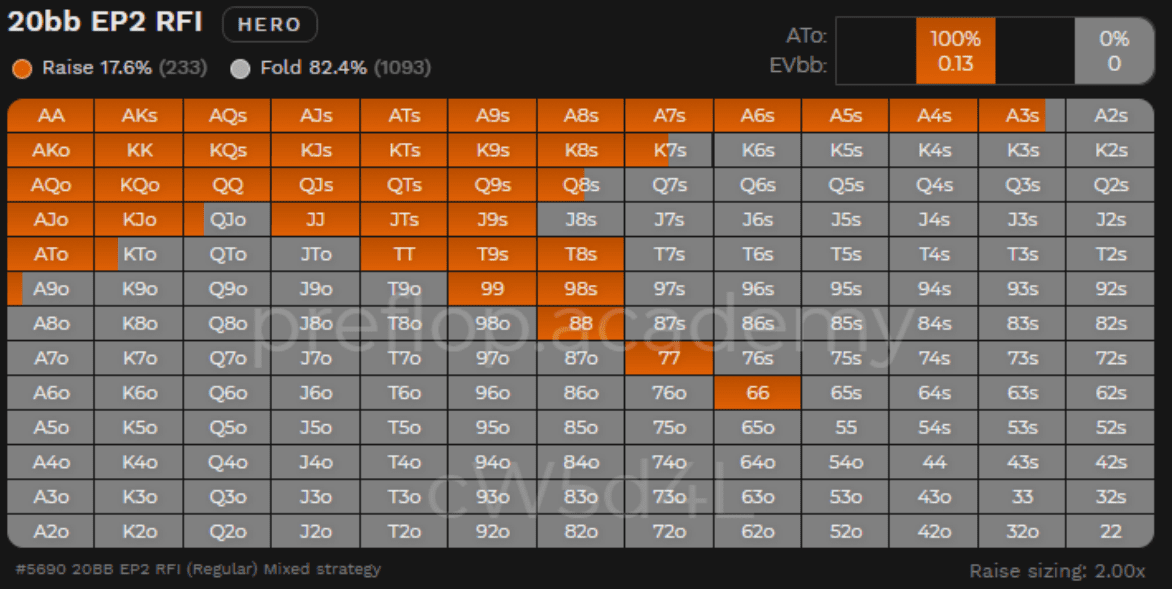 20bb EP2 RFI HERO
Raise 17.6% (233) Fold 82.4% (1093)
ATo: 100% 0%
EVbb: 0.13 0
AA AKs AQs AJs ATs A9s A8s A7s A6s A5s A4s A3s A2s
AKo KK KQs KJs KTs K9s K8s K7s K6s K5s K4s K3s K2s
AQo KQo QQ QJs QTs Q9s Q8s Q7s Q6s Q5s Q4s Q3s Q2s
AJo KJo QJo JJ JTs J9s J8s J7s J6s J5s J4s J3s J2s
ATo KTo QTo JTo TT T9s T8s T7s T6s T5s T4s T3s T2s
A9o K9o Q9o J9o T9o 99 98s 97s 96s 95s 94s 93s 92s
A8o K8o Q8o J8o T8o 98o 88 87s 86s 85s 84s 83s 82s
preflop.academy
A7o K7o Q7o J7o T7o 97o 87o 77 76s 75s 74s 73s 72s
A6o K6o Q6o J6o T6o 96o 86o 76o 66 65s 64s 63s 62s
A5o K5o Q5o J5o T5o 95o 85o 75o 65o 55 54s 53s 52s
A4o K4o Q4o J4o T4o 94o 84o 74o 64o 54o 44 43s 42s
cW5d4L
A3o K3o Q3o J3o T3o 93o 83o 73o 63o 53o 43o 33 32s
A2o K2o Q2o J2o T2o 92o 82o 72o 62o 52o 42o 32o 22
#5690 20BB EP2 RFI (Regular) Mixed strategy Raise sizing: 2.00x